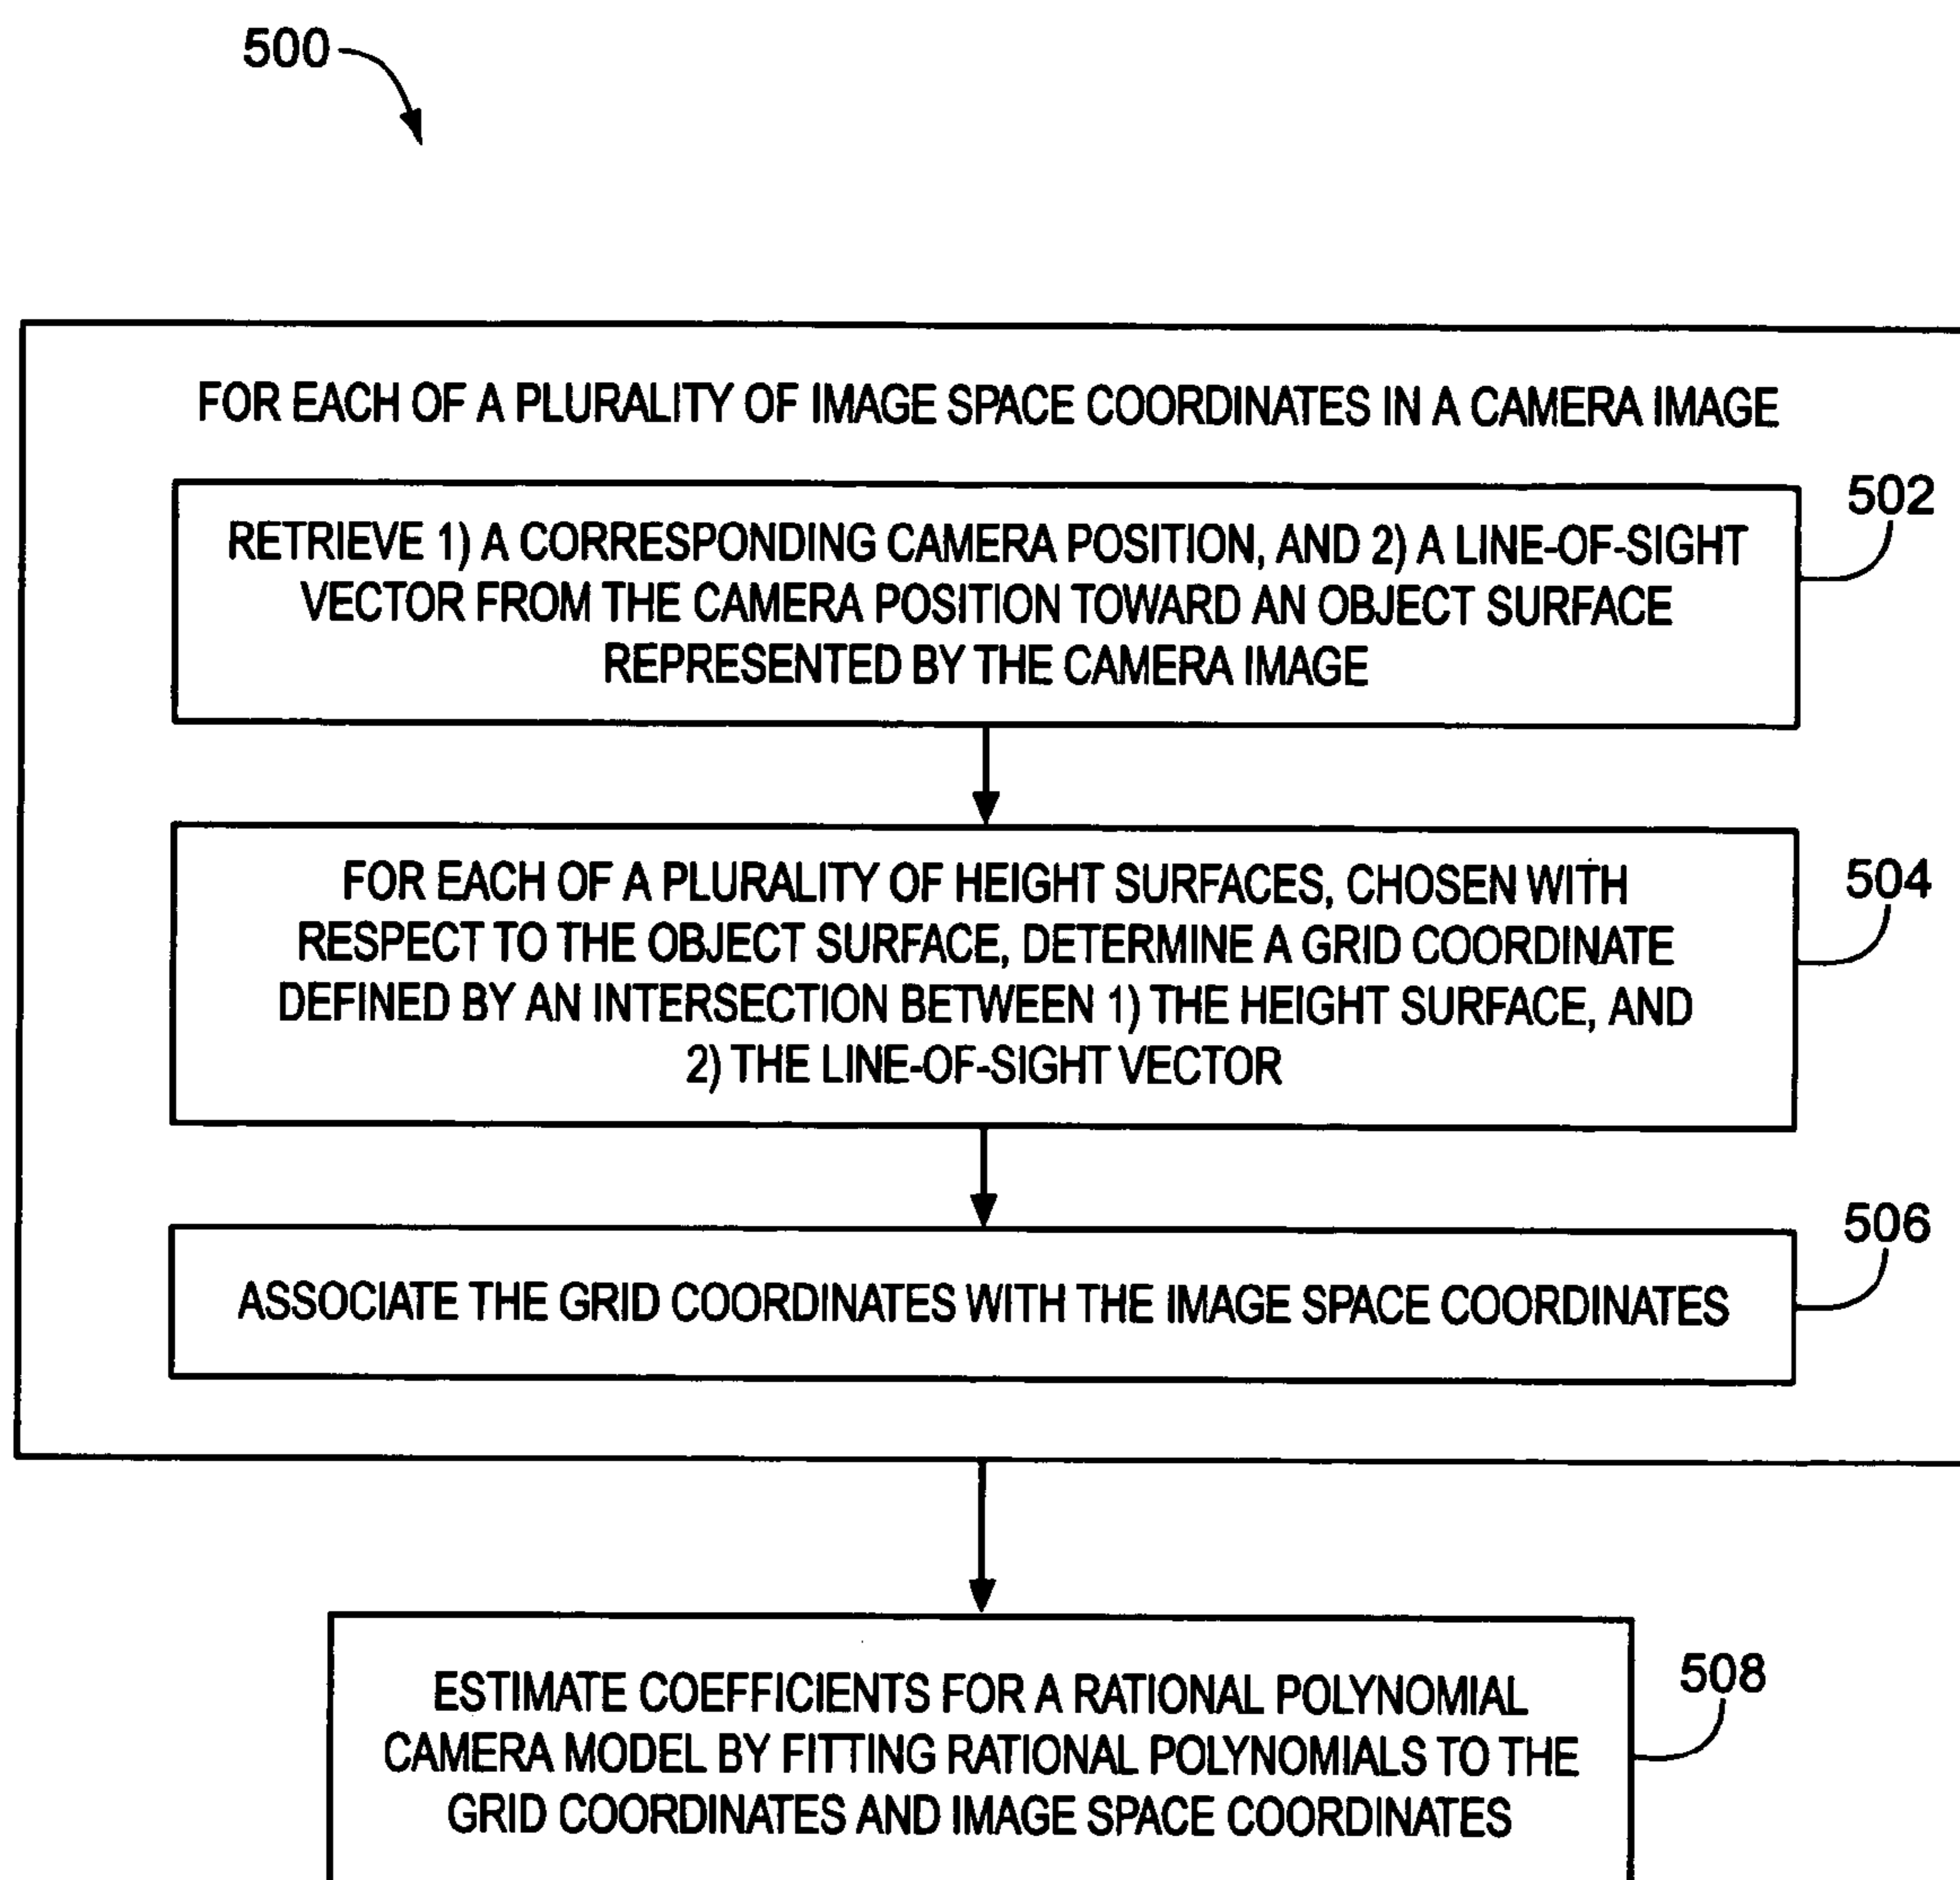 500
FOR EACH OF A PLURALITY OF IMAGE SPACE COORDINATES IN A CAMERA IMAGE
502
RETRIEVE 1) A CORRESPONDING CAMERA POSITION, AND 2) A LINE-OF-SIGHT
VECTOR FROM THE CAMERA POSITION TOWARD AN OBJECT SURFACE
REPRESENTED BY THE CAMERA IMAGE
504
FOR EACH OF A PLURALITY OF HEIGHT SURFACES, CHOSEN WITH
RESPECT TO THE OBJECT SURFACE, DETERMINE A GRID COORDINATE
DEFINED BY AN INTERSECTION BETWEEN 1) THE HEIGHT SURFACE, AND
2) THE LINE-OF-SIGHT VECTOR
506
ASSOCIATE THE GRID COORDINATES WITH THE IMAGE SPACE COORDINATES
508
ESTIMATE COEFFICIENTS FOR A RATIONAL POLYNOMIAL
CAMERA MODEL BY FITTING RATIONAL POLYNOMIALS TO THE
GRID COORDINATES AND IMAGE SPACE COORDINATES